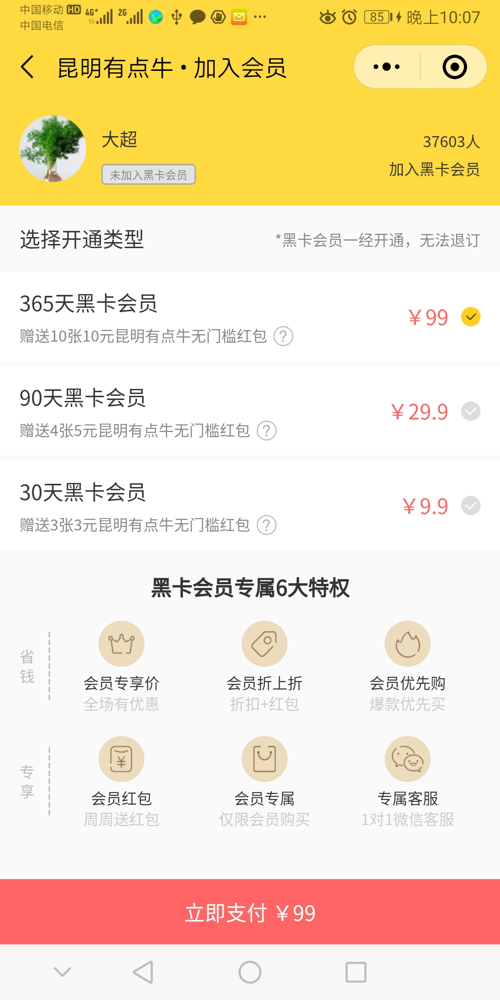 中国移动 HD 4G+ 2G 85 晚上10:07
中国电信
昆明有点牛·加入会员
大超
37603人
未加入黑卡会员
加入黑卡会员
选择开通类型
*黑卡会员一经开通，无法退订
365天黑卡会员
¥99
赠送10张10元昆明有点牛无门槛红包 ?
90天黑卡会员
¥29.9
赠送4张5元昆明有点牛无门槛红包 ?
30天黑卡会员
¥9.9
赠送3张3元昆明有点牛无门槛红包 ?
黑卡会员专属6大特权
省钱
会员专享价 会员折上折 会员优先购
全场有优惠 折扣+红包 爆款优先买
专享
会员红包 会员专属 专属客服
周周送红包 仅限会员购买 1对1微信客服
立即支付 ¥99